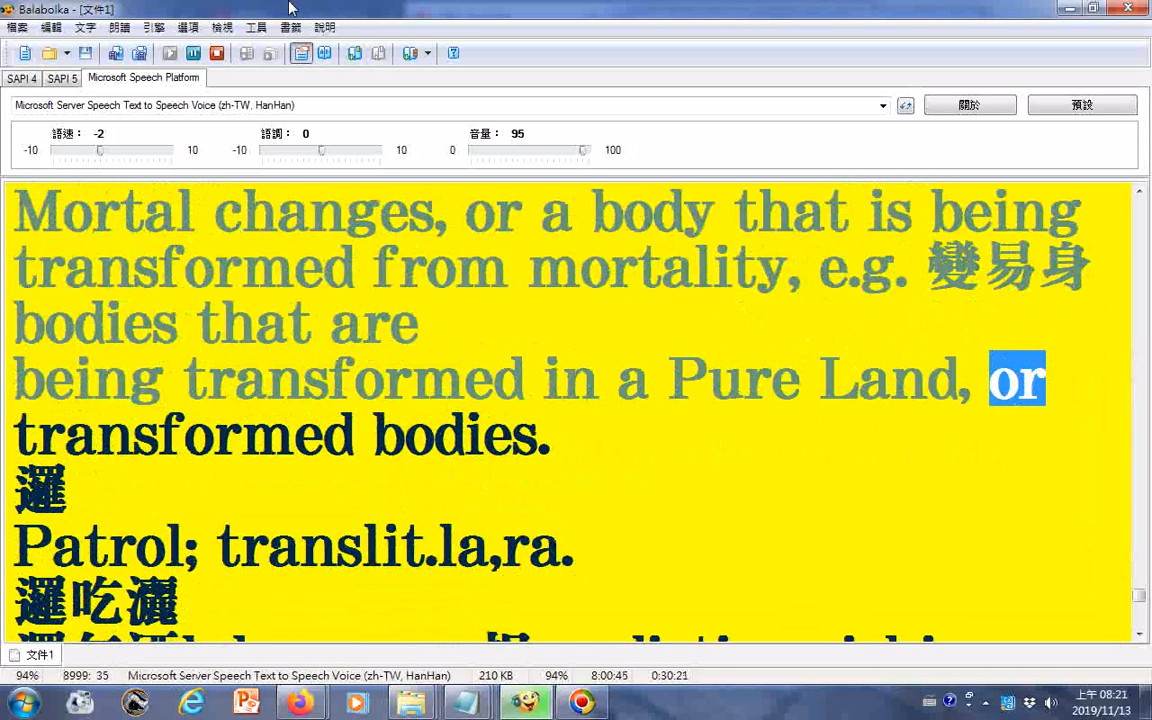 Balabolka - [文件1]
檔案 編輯 文字 朗讀 引擎 選項 檢視 工具 書籤 說明
SAPI 4 SAPI 5 Microsoft Speech Platform
Microsoft Server Speech Text to Speech Voice (zh-TW, HanHan) 關於 預設
語速： -2 語調： 0 音量： 95
-10 10 -10 10 0 100
Mortal changes, or a body that is being
transformed from mortality, e.g. 變易身
bodies that are
being transformed in a Pure Land, or
transformed bodies.
邏
Patrol; translit.la,ra.
邏吃灑
文件1
94% 8999: 35 Microsoft Server Speech Text to Speech Voice (zh-TW, HanHan) 210 KB 94% 8:00:45 0:30:21
上午 08:21
2019/11/13